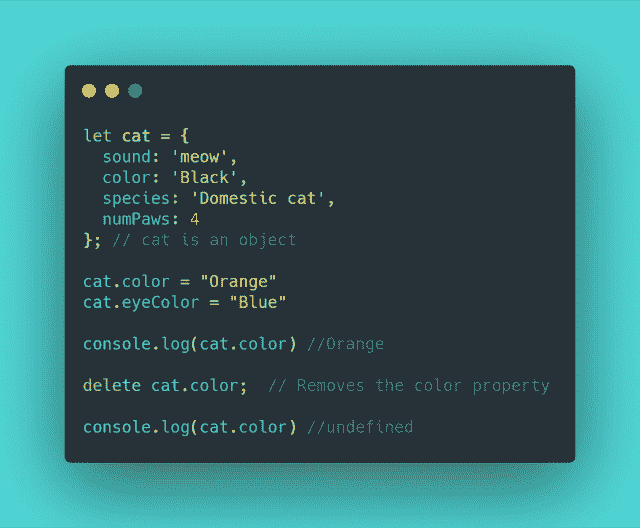 let cat = {
  sound: 'meow',
  color: 'Black',
  species: 'Domestic cat',
  numPaws: 4
}; // cat is an object
cat.color = "Orange"
cat.eyeColor = "Blue"
console.log(cat.color) //Orange
delete cat.color;  // Removes the color property
console.log(cat.color) //undefined